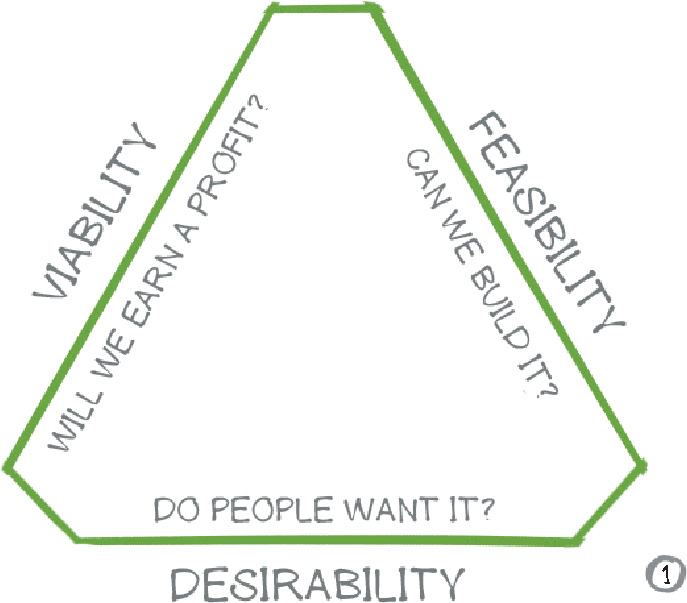 VIABILITY
WILL WE EARN A PROFIT?
FEASIBILITY
CAN WE BUILD IT?
DO PEOPLE WANT IT?
DESIRABILITY
1